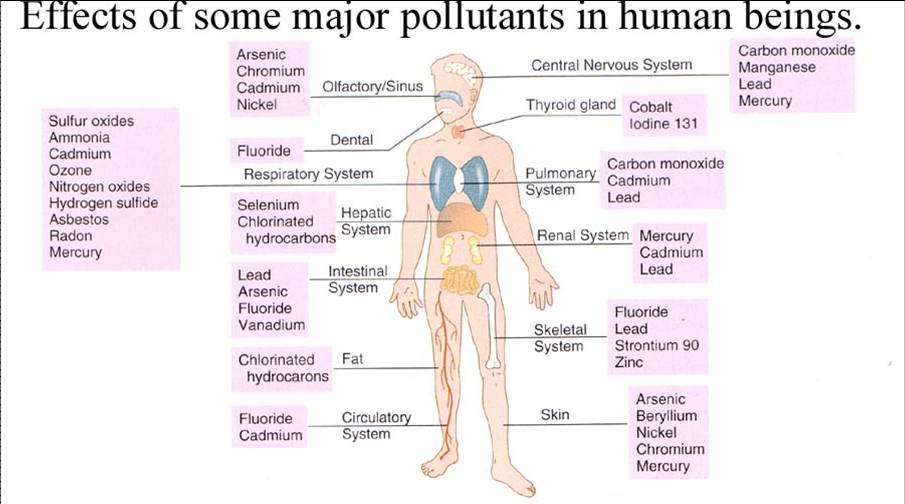 Effects of some major pollutants in human beings.
Arsenic
Chromium
Cadmium
Nickel
Olfactory/Sinus
Central Nervous System
Carbon monoxide
Manganese
Lead
Mercury
Thyroid gland
Cobalt
Iodine 131
Fluoride
Dental
Sulfur oxides
Ammonia
Cadmium
Ozone
Nitrogen oxides
Hydrogen sulfide
Asbestos
Radon
Mercury
Respiratory System
Pulmonary
System
Carbon monoxide
Cadmium
Lead
Selenium
Chlorinated
hydrocarbons
Hepatic
System
Renal System
Mercury
Cadmium
Lead
Lead
Arsenic
Fluoride
Vanadium
Intestinal
System
Skeletal
System
Fluoride
Lead
Strontium 90
Zinc
Chlorinated
hydrocarons
Fat
Fluoride
Cadmium
Circulatory
System
Skin
Arsenic
Beryllium
Nickel
Chromium
Mercury